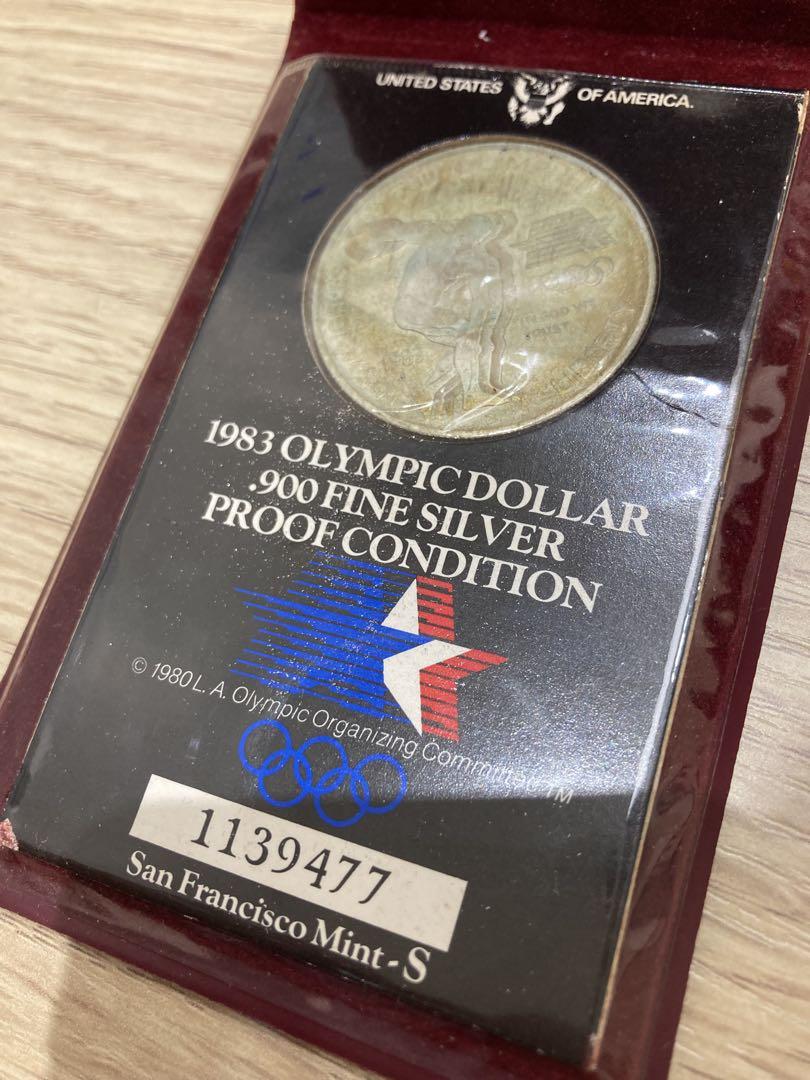 UNITED STATES OF AMERICA.
1983 OLYMPIC DOLLAR
.900 FINE SILVER
PROOF CONDITION
© 1980 L. A. Olympic Organizing Committee TM
1139477
San Francisco Mint - S